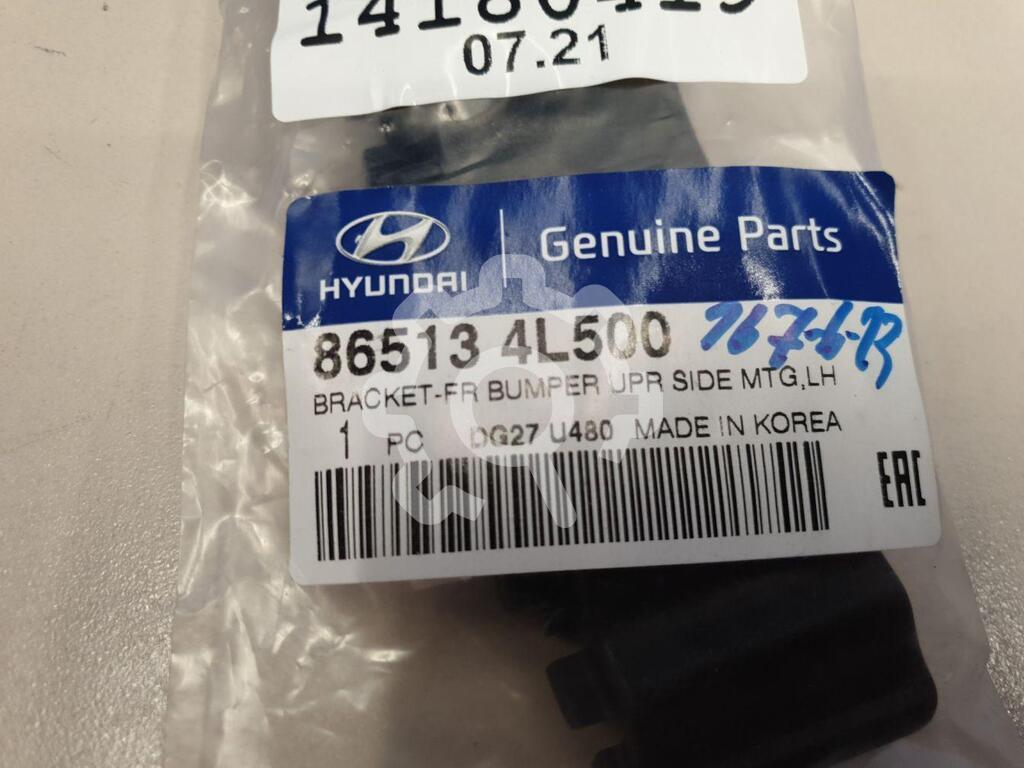 14180419
07.21
HYUNDAI
Genuine Parts
86513 4L500
BRACKET-FR BUMPER UPR SIDE MTG,LH
1 PC DG27 U480 MADE IN KOREA
EAC